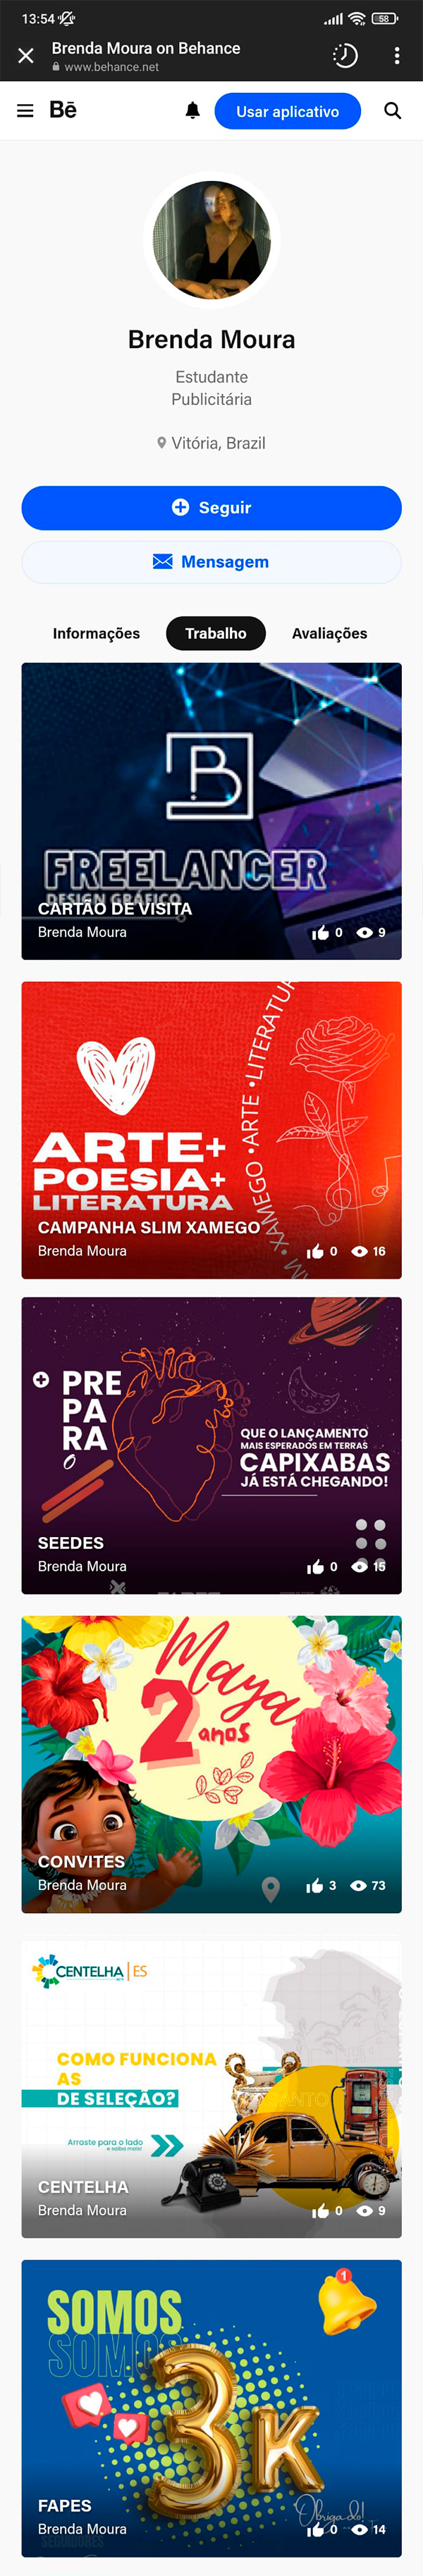 13:54
58
Brenda Moura on Behance
www.behance.net
Bē
Usar aplicativo
Brenda Moura
Estudante
Publicitária
Vitória, Brazil
Seguir
Mensagem
Informações
Trabalho
Avaliações
B
FREELANCER
DESIGN GRÁFICO
CARTÃO DE VISITA
Brenda Moura
0
9
ARTE+
POESIA+
LITERATURA
XAMEGO •ARTE •LITERATUR
CAMPANHA SLIM XAMEGO
Brenda Moura
0
16
PRE
PA
RA
QUE O LANÇAMENTO
MAIS ESPERADOS EM TERRAS
CAPIXABAS
JÁ ESTÁ CHEGANDO!
SEEDES
Brenda Moura
0
15
Maya
2
anos
CONVITES
Brenda Moura
3
73
CENTELHA ES
COMO FUNCIONA
AS
DE SELEÇÃO?
Arraste para o lado
e saiba mais!
CENTELHA
Brenda Moura
0
9
1
SOMOS
SOMOS
3K
Obrigado!
FAPES
Brenda Moura
0
14
SEGUIDORES